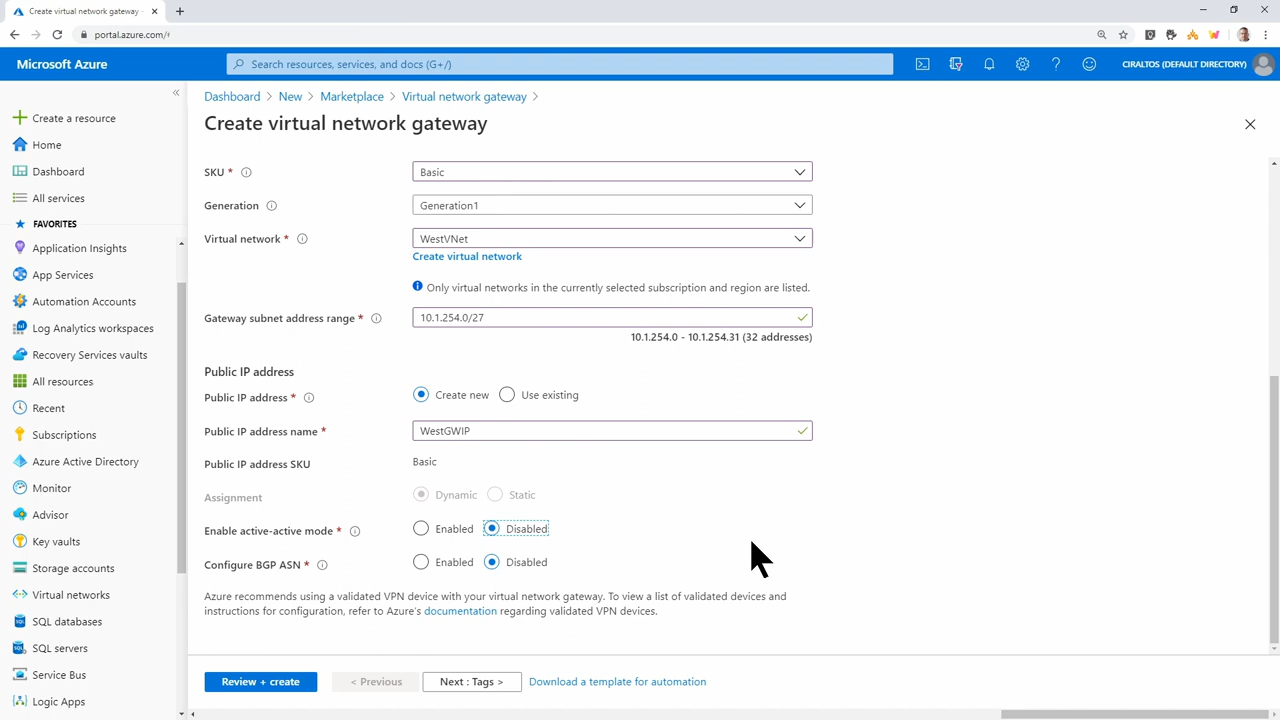 Create virtual network gateway -
portal.azure.com/#
Microsoft Azure
Search resources, services, and docs (G+/)
CIRALTOS (DEFAULT DIRECTORY)
Create a resource
Home
Dashboard
All services
FAVORITES
Application Insights
App Services
Automation Accounts
Log Analytics workspaces
Recovery Services vaults
All resources
Recent
Subscriptions
Azure Active Directory
Monitor
Advisor
Key vaults
Storage accounts
Virtual networks
SQL databases
SQL servers
Service Bus
Logic Apps
Dashboard > New > Marketplace > Virtual network gateway >
Create virtual network gateway
SKU * Basic
Generation Generation1
Virtual network * WestVNet
Create virtual network
Only virtual networks in the currently selected subscription and region are listed.
Gateway subnet address range * 10.1.254.0/27
10.1.254.0 - 10.1.254.31 (32 addresses)
Public IP address
Public IP address * Create new Use existing
Public IP address name * WestGWIP
Public IP address SKU Basic
Assignment Dynamic Static
Enable active-active mode * Enabled Disabled
Configure BGP ASN * Enabled Disabled
Azure recommends using a validated VPN device with your virtual network gateway. To view a list of validated devices and
instructions for configuration, refer to Azure's documentation regarding validated VPN devices.
Review + create < Previous Next : Tags > Download a template for automation